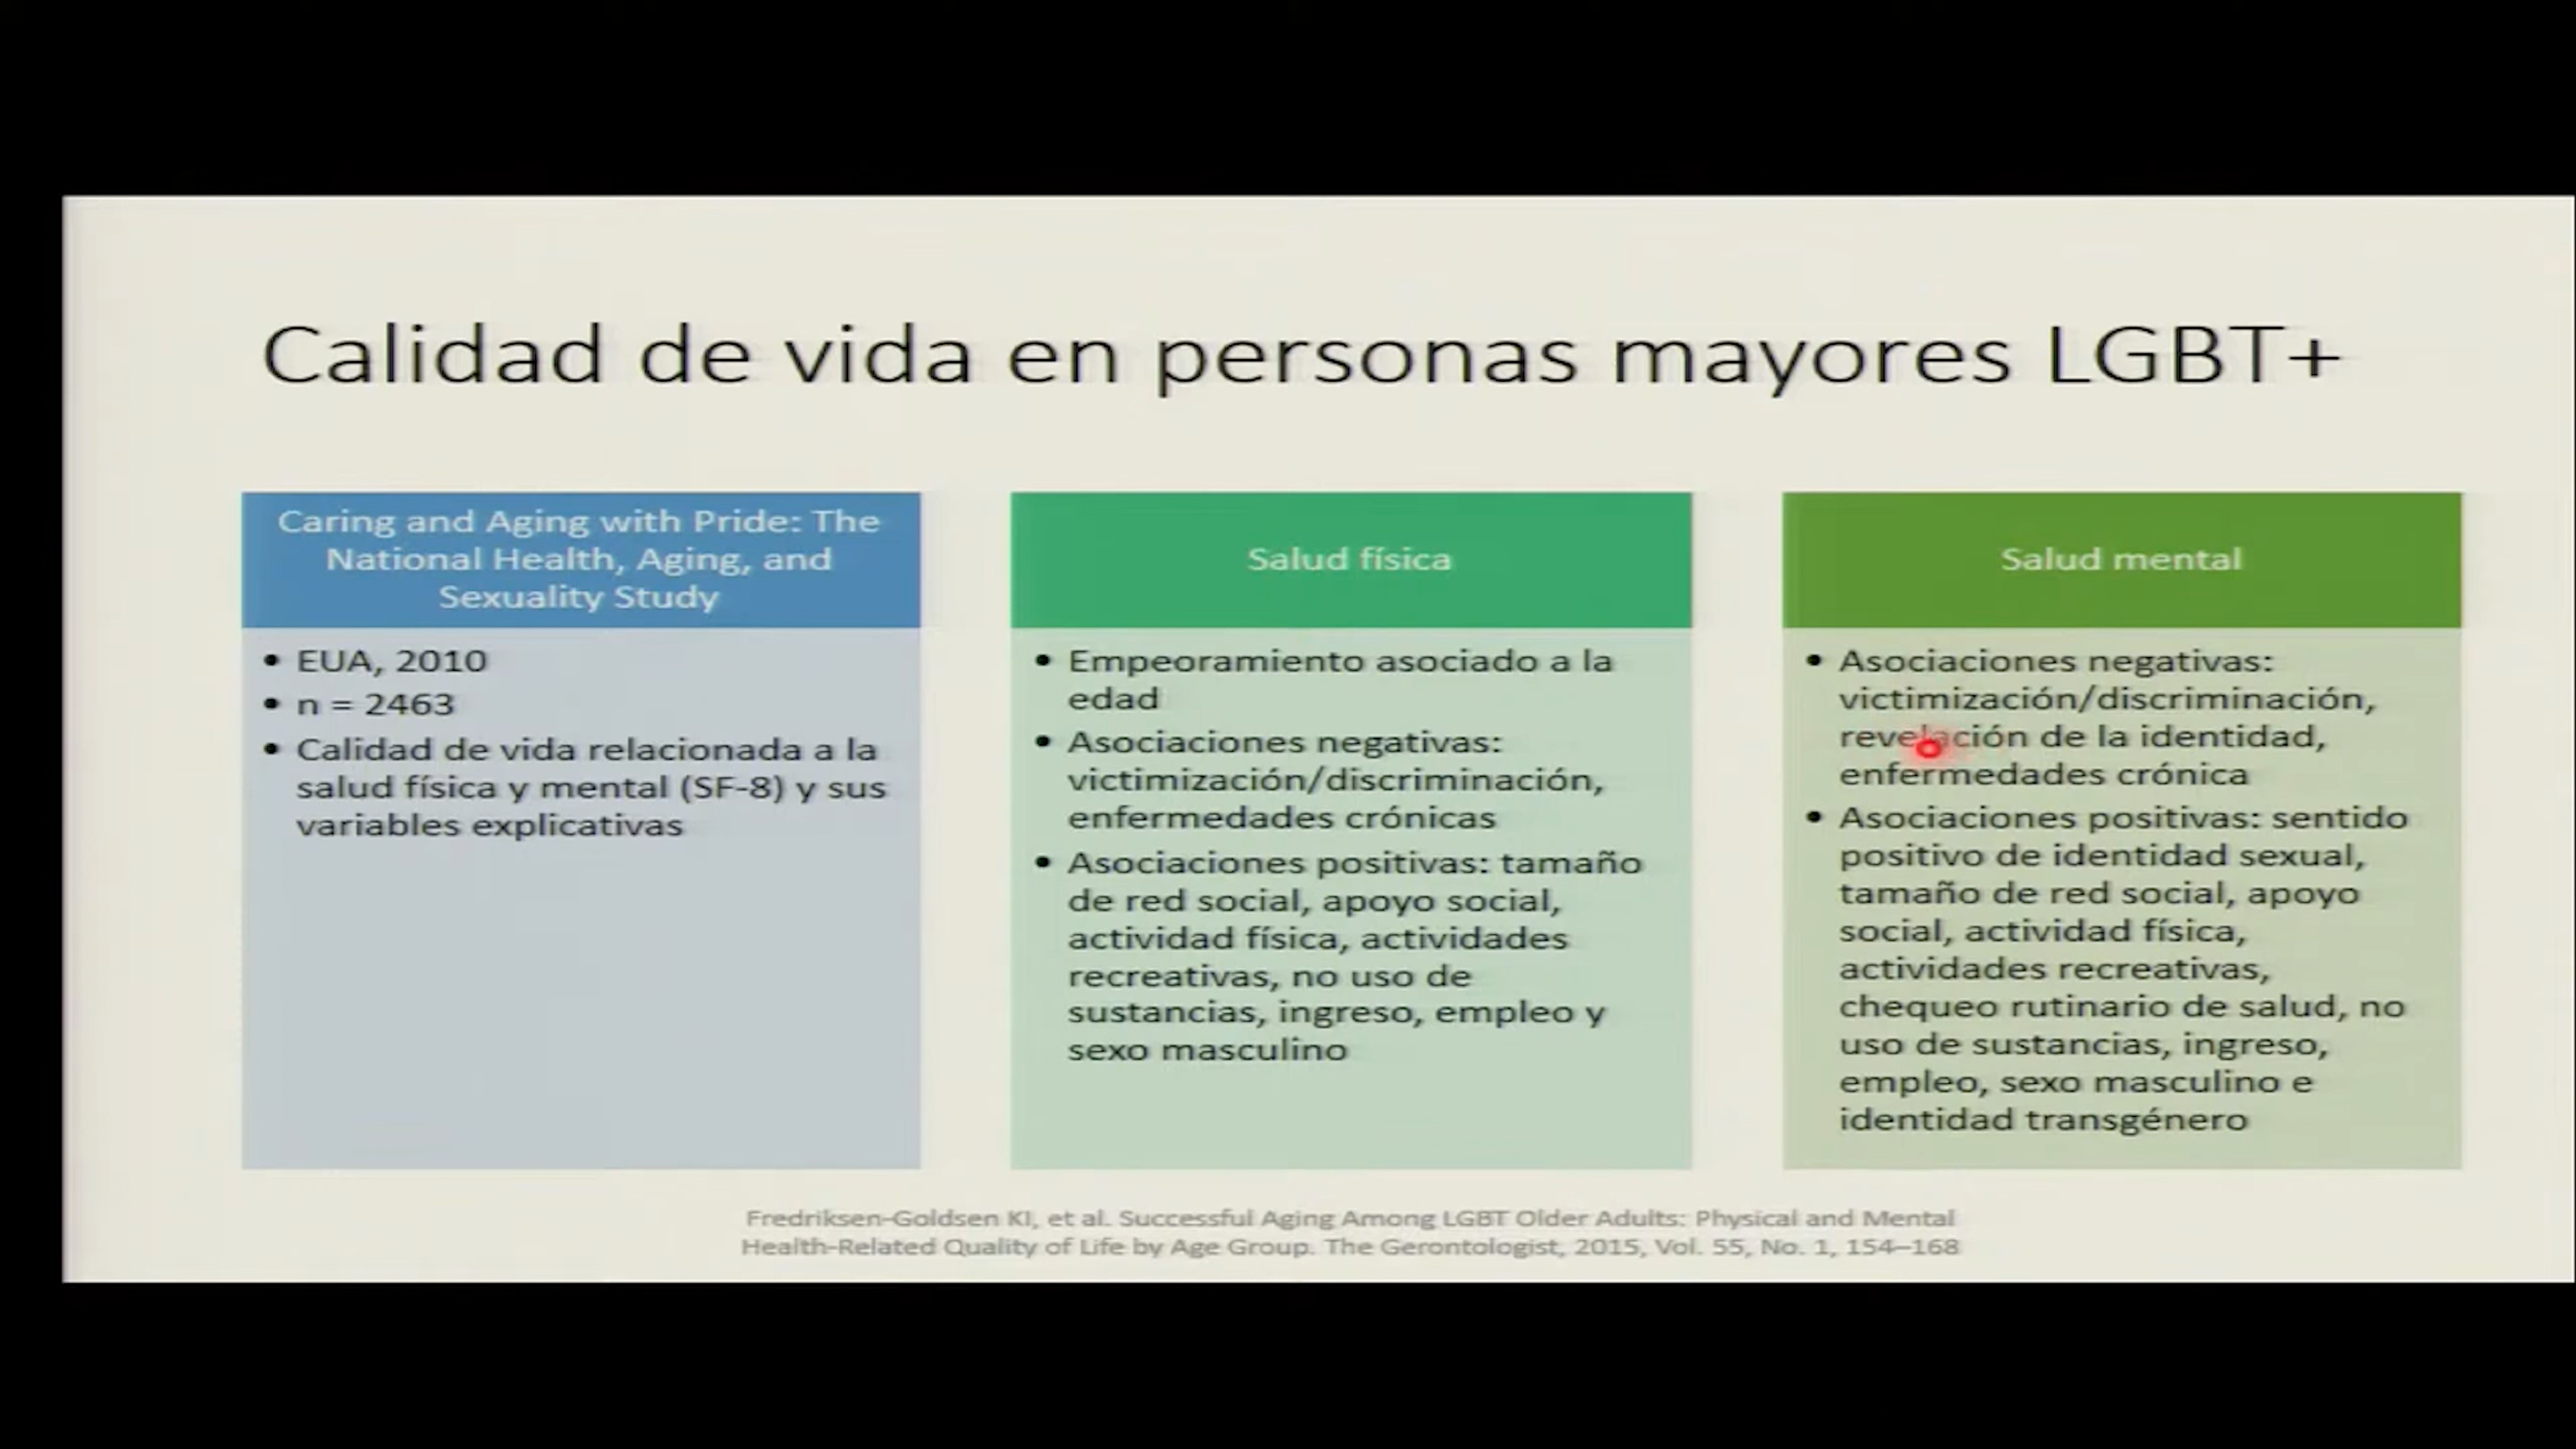 Calidad de vida en personas mayores LGBT+
Caring and Aging with Pride: The
National Health, Aging, and
Sexuality Study
• EUA, 2010
• n = 2463
• Calidad de vida relacionada a la
salud física y mental (SF-8) y sus
variables explicativas
Salud física
• Empeoramiento asociado a la
edad
• Asociaciones negativas:
victimización/discriminación,
enfermedades crónicas
• Asociaciones positivas: tamaño
de red social, apoyo social,
actividad física, actividades
recreativas, no uso de
sustancias, ingreso, empleo y
sexo masculino
Salud mental
• Asociaciones negativas:
victimización/discriminación,
revelación de la identidad,
enfermedades crónica
• Asociaciones positivas: sentido
positivo de identidad sexual,
tamaño de red social, apoyo
social, actividad física,
actividades recreativas,
chequeo rutinario de salud, no
uso de sustancias, ingreso,
empleo, sexo masculino e
identidad transgénero
Fredriksen-Goldsen KI, et al. Successful Aging Among LGBT Older Adults: Physical and Mental
Health-Related Quality of Life by Age Group. The Gerontologist, 2015, Vol. 55, No. 1, 154–168